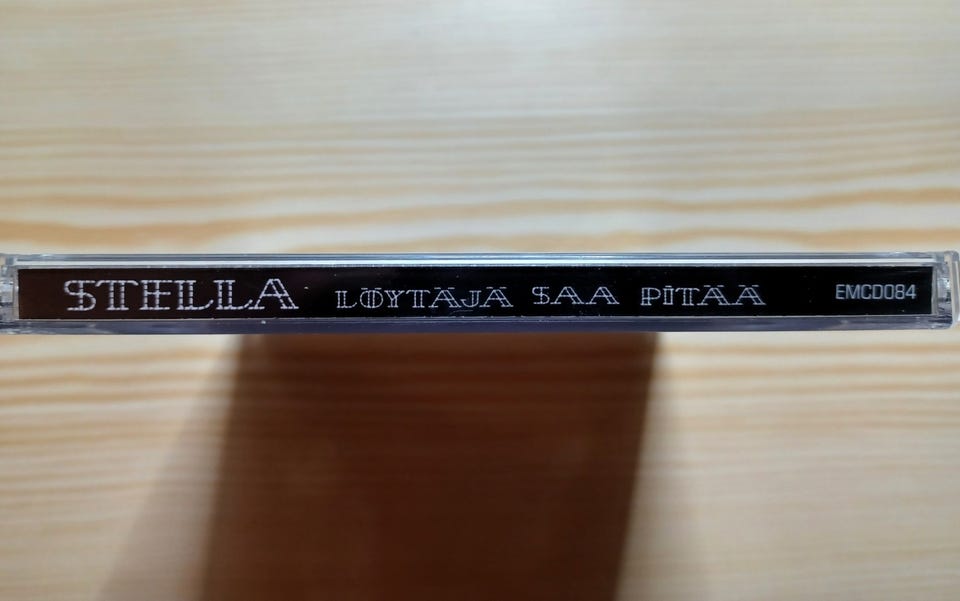 STELLA LÖYTÄJÄ SAA PITÄÄ EMCD084